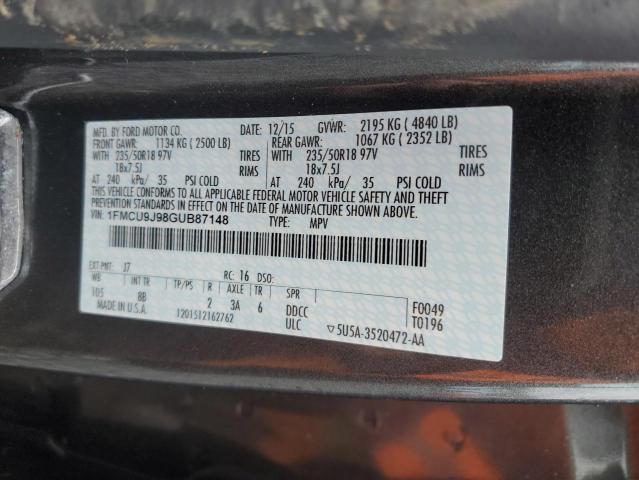 MFD. BY FORD MOTOR CO. DATE: 12/15 GVWR: 2195 KG ( 4840 LB)
FRONT GAWR: 1134 KG ( 2500 LB) REAR GAWR: 1067 KG ( 2352 LB)
WITH 235/50R18 97V TIRES WITH 235/50R18 97V TIRES
18x7.5J RIMS 18x7.5J RIMS
AT 240 kPa/ 35 PSI COLD AT 240 kPa/ 35 PSI COLD
THIS VEHICLE CONFORMS TO ALL APPLICABLE FEDERAL MOTOR VEHICLE SAFETY AND THEFT
PREVENTION STANDARDS IN EFFECT ON THE DATE OF MANUFACTURE SHOWN ABOVE.
VIN: 1FMCU9J98GUB87148 TYPE: MPV
EXT PNT: J7 RC: 16 DSO:
WB INT TR TP/PS R AXLE TR SPR
105 8B 2 3A 6 DDCC F0049
MADE IN U.S.A. 1201512162762 ULC ▽5U5A-3520472-AA T0196